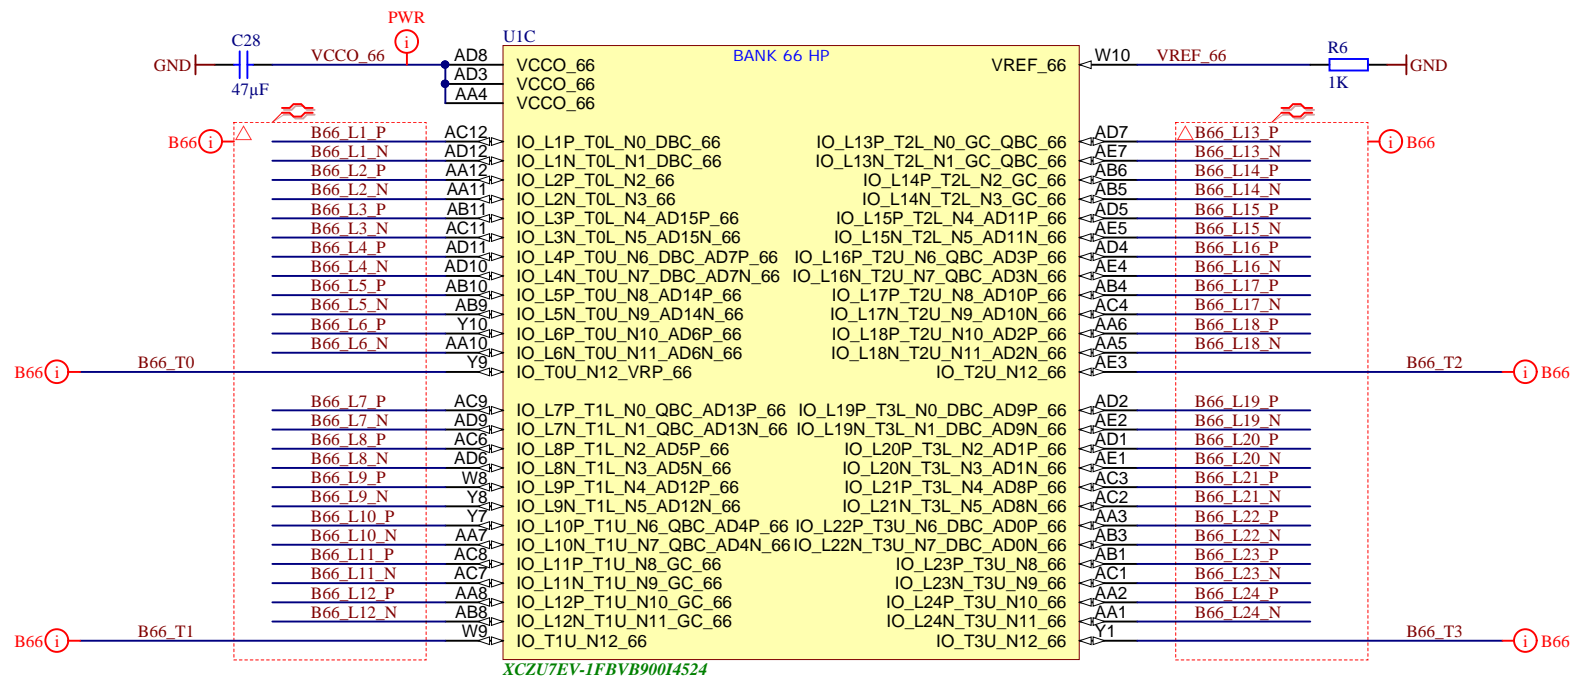 PWR
U1C
BANK 66 HP
C28
GND
47µF
VCCO_66
AD8 VCCO_66
AD3 VCCO_66
AA4 VCCO_66
VREF_66 W10 VREF_66
R6
1K
GND
B66
B66_L1_P AC12 IO_L1P_T0L_N0_DBC_66
B66_L1_N AD12 IO_L1N_T0L_N1_DBC_66
B66_L2_P AA12 IO_L2P_T0L_N2_66
B66_L2_N AA11 IO_L2N_T0L_N3_66
B66_L3_P AB11 IO_L3P_T0L_N4_AD15P_66
B66_L3_N AC11 IO_L3N_T0L_N5_AD15N_66
B66_L4_P AD11 IO_L4P_T0U_N6_DBC_AD7P_66
B66_L4_N AD10 IO_L4N_T0U_N7_DBC_AD7N_66
B66_L5_P AB10 IO_L5P_T0U_N8_AD14P_66
B66_L5_N AB9 IO_L5N_T0U_N9_AD14N_66
B66_L6_P Y10 IO_L6P_T0U_N10_AD6P_66
B66_L6_N AA10 IO_L6N_T0U_N11_AD6N_66
B66 B66_T0 Y9 IO_T0U_N12_VRP_66
B66_L7_P AC9 IO_L7P_T1L_N0_QBC_AD13P_66
B66_L7_N AD9 IO_L7N_T1L_N1_QBC_AD13N_66
B66_L8_P AC6 IO_L8P_T1L_N2_AD5P_66
B66_L8_N AD6 IO_L8N_T1L_N3_AD5N_66
B66_L9_P W8 IO_L9P_T1L_N4_AD12P_66
B66_L9_N Y8 IO_L9N_T1L_N5_AD12N_66
B66_L10_P Y7 IO_L10P_T1U_N6_QBC_AD4P_66
B66_L10_N AA7 IO_L10N_T1U_N7_QBC_AD4N_66
B66_L11_P AC8 IO_L11P_T1U_N8_GC_66
B66_L11_N AC7 IO_L11N_T1U_N9_GC_66
B66_L12_P AA8 IO_L12P_T1U_N10_GC_66
B66_L12_N AB8 IO_L12N_T1U_N11_GC_66
B66 B66_T1 W9 IO_T1U_N12_66
IO_L13P_T2L_N0_GC_QBC_66 AD7 B66_L13_P B66
IO_L13N_T2L_N1_GC_QBC_66 AE7 B66_L13_N
IO_L14P_T2L_N2_GC_66 AB6 B66_L14_P
IO_L14N_T2L_N3_GC_66 AB5 B66_L14_N
IO_L15P_T2L_N4_AD11P_66 AD5 B66_L15_P
IO_L15N_T2L_N5_AD11N_66 AE5 B66_L15_N
IO_L16P_T2U_N6_QBC_AD3P_66 AD4 B66_L16_P
IO_L16N_T2U_N7_QBC_AD3N_66 AE4 B66_L16_N
IO_L17P_T2U_N8_AD10P_66 AB4 B66_L17_P
IO_L17N_T2U_N9_AD10N_66 AC4 B66_L17_N
IO_L18P_T2U_N10_AD2P_66 AA6 B66_L18_P
IO_L18N_T2U_N11_AD2N_66 AA5 B66_L18_N
IO_T2U_N12_66 AE3 B66_T2 B66
IO_L19P_T3L_N0_DBC_AD9P_66 AD2 B66_L19_P
IO_L19N_T3L_N1_DBC_AD9N_66 AE2 B66_L19_N
IO_L20P_T3L_N2_AD1P_66 AD1 B66_L20_P
IO_L20N_T3L_N3_AD1N_66 AE1 B66_L20_N
IO_L21P_T3L_N4_AD8P_66 AC3 B66_L21_P
IO_L21N_T3L_N5_AD8N_66 AC2 B66_L21_N
IO_L22P_T3U_N6_DBC_AD0P_66 AA3 B66_L22_P
IO_L22N_T3U_N7_DBC_AD0N_66 AB3 B66_L22_N
IO_L23P_T3U_N8_66 AB1 B66_L23_P
IO_L23N_T3U_N9_66 AC1 B66_L23_N
IO_L24P_T3U_N10_66 AA2 B66_L24_P
IO_L24N_T3U_N11_66 AA1 B66_L24_N
IO_T3U_N12_66 Y1 B66_T3 B66
XCZU7EV-1FBVB900I4524